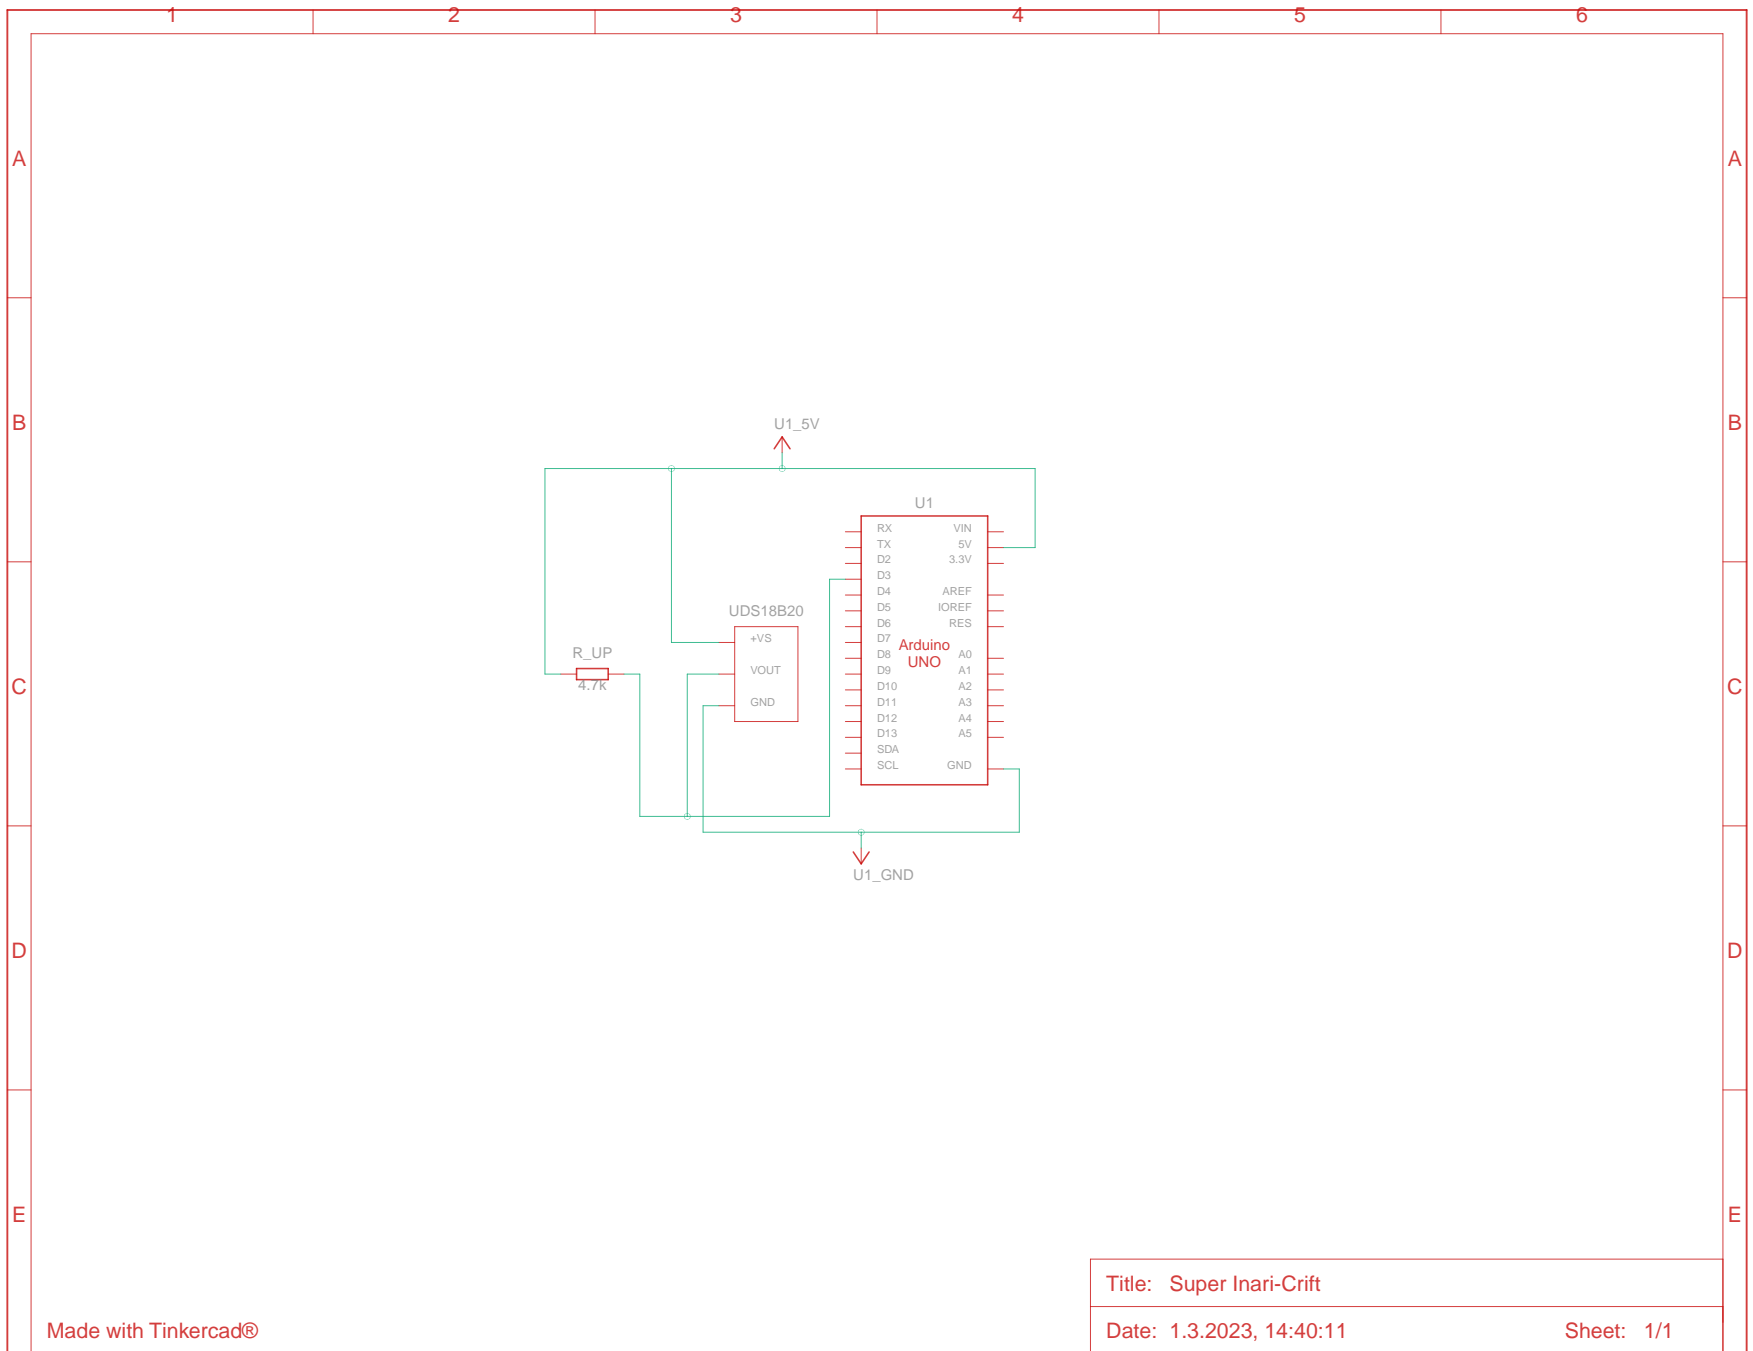 1 2 3 4 5 6
A A
B B
U1_5V
U1
RX VIN
TX 5V
D2 3.3V
D3
D4 AREF
UDS18B20 D5 IOREF
D6 RES
+VS D7
Arduino
R_UP D8 A0
UNO
VOUT D9 A1
4.7k D10 A2
C C
GND D11 A3
D12 A4
D13 A5
SDA
SCL GND
U1_GND
D D
E E
Title: Super Inari-Crift
Made with Tinkercad® Date: 1.3.2023, 14:40:11 Sheet: 1/1